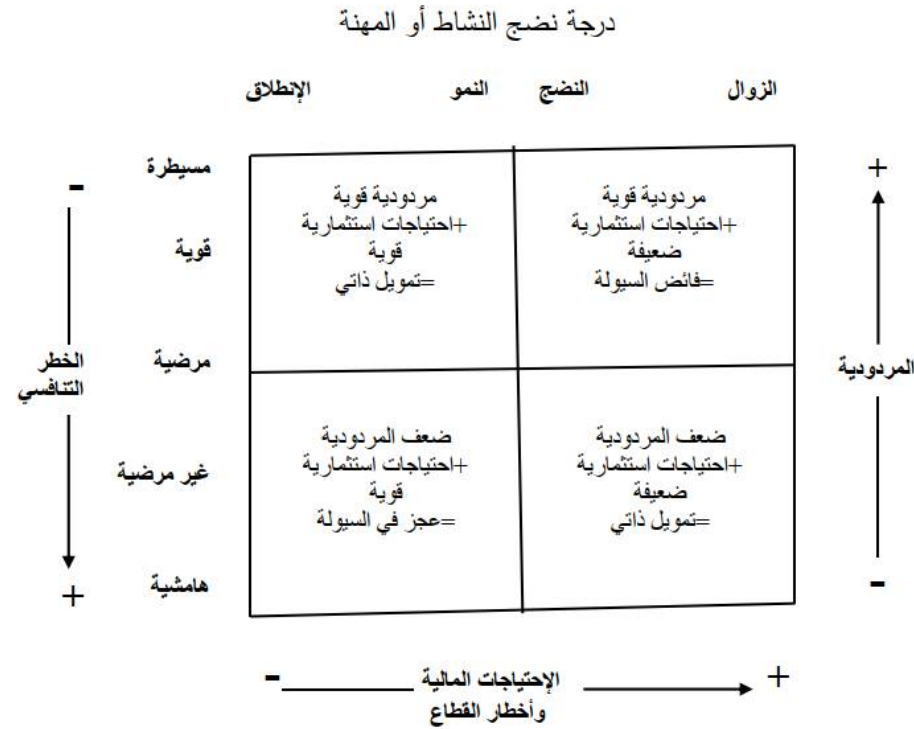 درجة نضج النشاط أو المهنة
الإنطلاق
النمو
النضج
الزوال
مسيطرة
قوية
مرضية
غير مرضية
هامشية
-
الخطر
التنافسي
+
مردودية قوية
+احتياجات استثمارية
قوية
=تمويل ذاتي
مردودية قوية
+احتياجات استثمارية
ضعيفة
=فائض السيولة
ضعف المردودية
+احتياجات استثمارية
قوية
=عجز في السيولة
ضعف المردودية
+احتياجات استثمارية
ضعيفة
=تمويل ذاتي
+
المردودية
-
-
الإحتياجات المالية
وأخطار القطاع
+